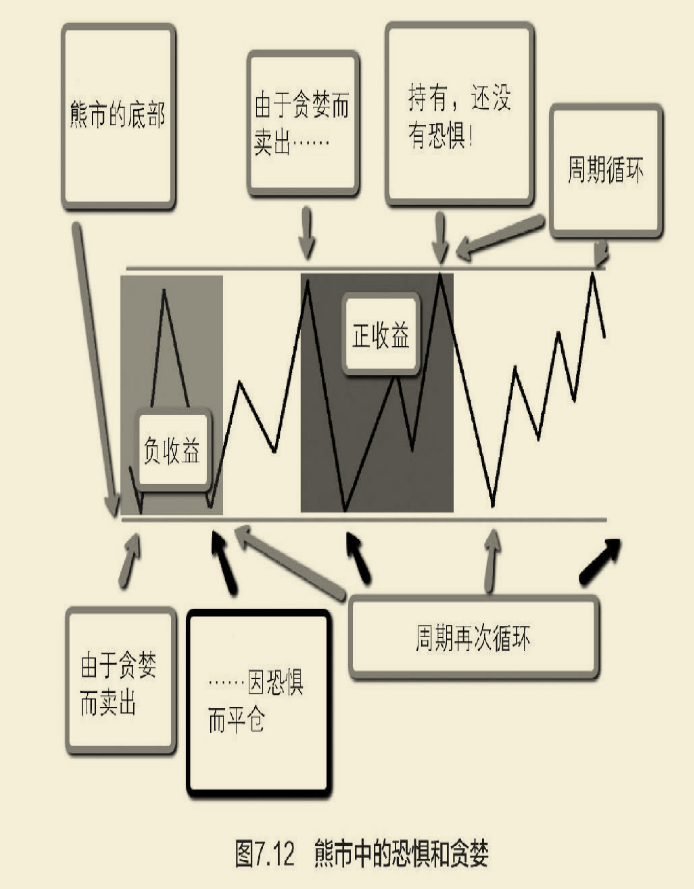 熊市的底部
由于贪婪而
卖出……
持有，还没
有恐惧！
周期循环
正收益
负收益
由于贪婪
而卖出
……因恐惧
而平仓
周期再次循环
图7.12 熊市中的恐惧和贪婪